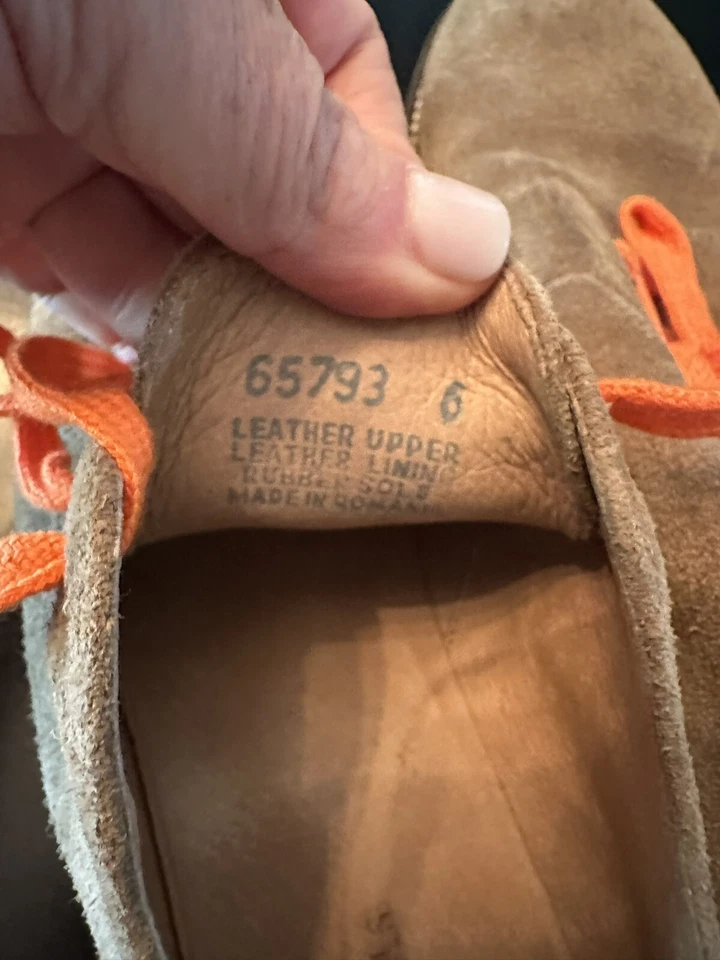 65793 6
LEATHER UPPER
LEATHER LINING
RUBBER SOLE
MADE IN ROMANIA